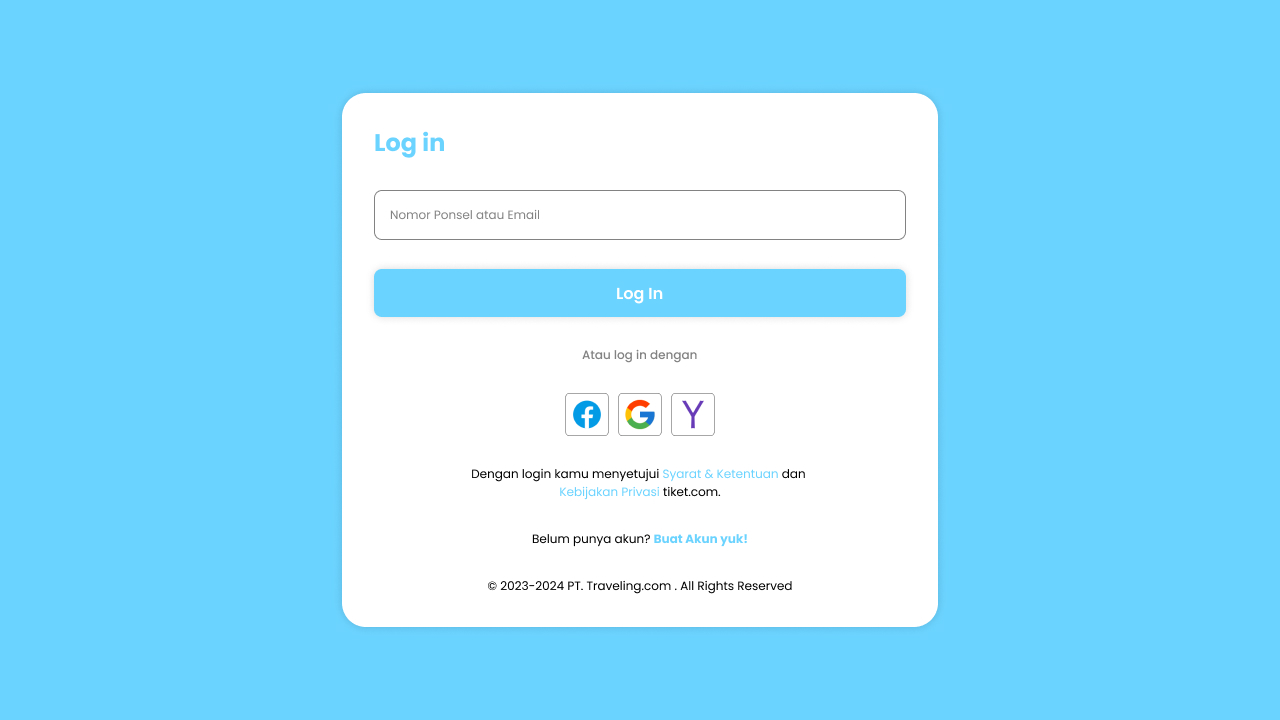 Log in
Nomor Ponsel atau Email
Log In
Atau log in dengan
Dengan login kamu menyetujui Syarat & Ketentuan dan
Kebijakan Privasi tiket.com.
Belum punya akun? Buat Akun yuk!
© 2023-2024 PT. Traveling.com . All Rights Reserved